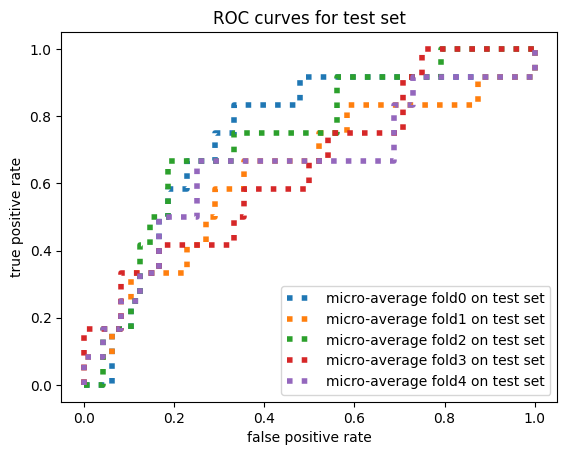 ROC curves for test set
1.0
0.8
0.6
0.4
0.2
0.0
true positive rate
micro-average fold0 on test set
micro-average fold1 on test set
micro-average fold2 on test set
micro-average fold3 on test set
micro-average fold4 on test set
0.0 0.2 0.4 0.6 0.8 1.0
false positive rate